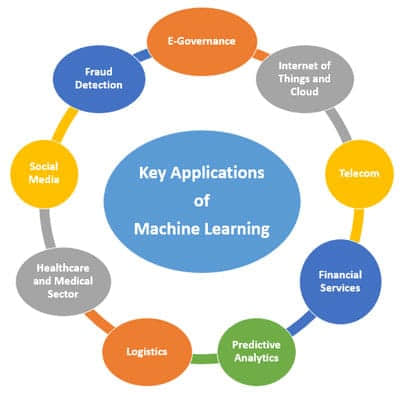 E-Governance
Internet of
Things and
Cloud
Telecom
Financial
Services
Predictive
Analytics
Logistics
Healthcare
and Medical
Sector
Social
Media
Fraud
Detection
Key Applications
of
Machine Learning